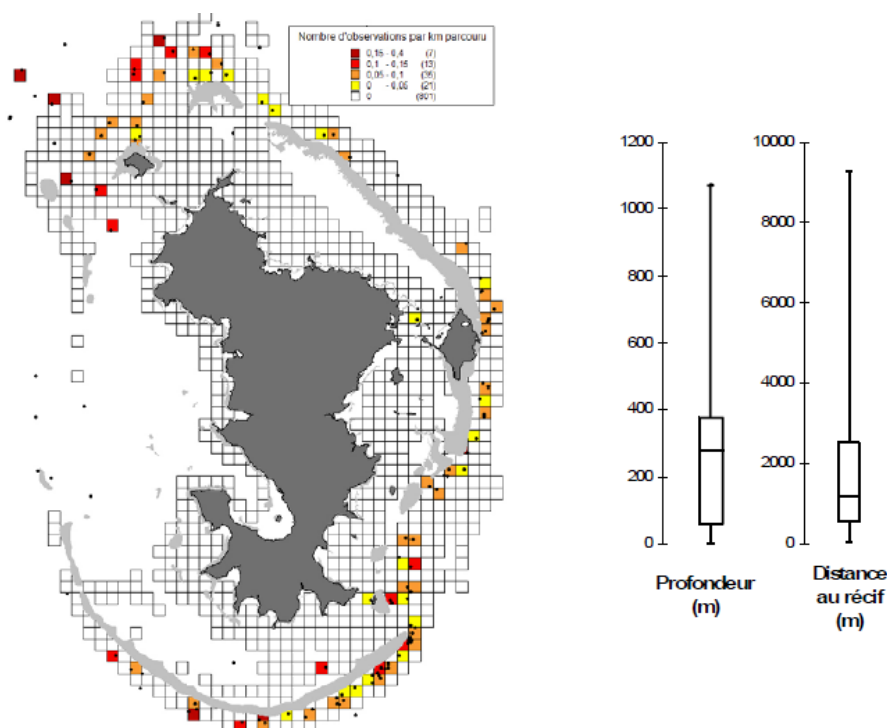 Nombre d'observations par km parcouru
0,15 - 0,4 (7)
0,1 - 0,15 (13)
0,05 - 0,1 (36)
0 - 0,05 (21)
0 (801)
1200
1000
800
600
400
200
0
Profondeur
(m)
10000
8000
6000
4000
2000
0
Distance
au récif
(m)